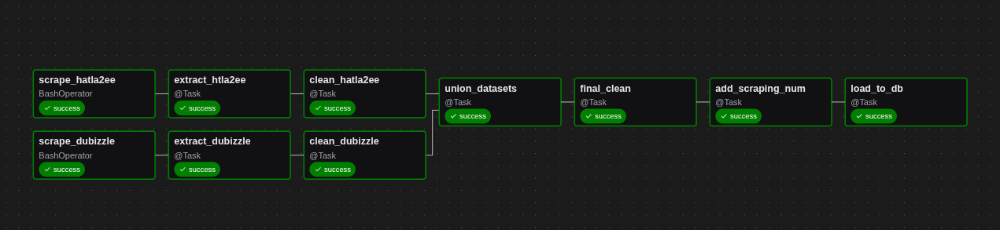 scrape_hatla2ee
BashOperator
success
extract_htla2ee
@Task
success
clean_hatla2ee
@Task
success
scrape_dubizzle
BashOperator
success
extract_dubizzle
@Task
success
clean_dubizzle
@Task
success
union_datasets
@Task
success
final_clean
@Task
success
add_scraping_num
@Task
success
load_to_db
@Task
success